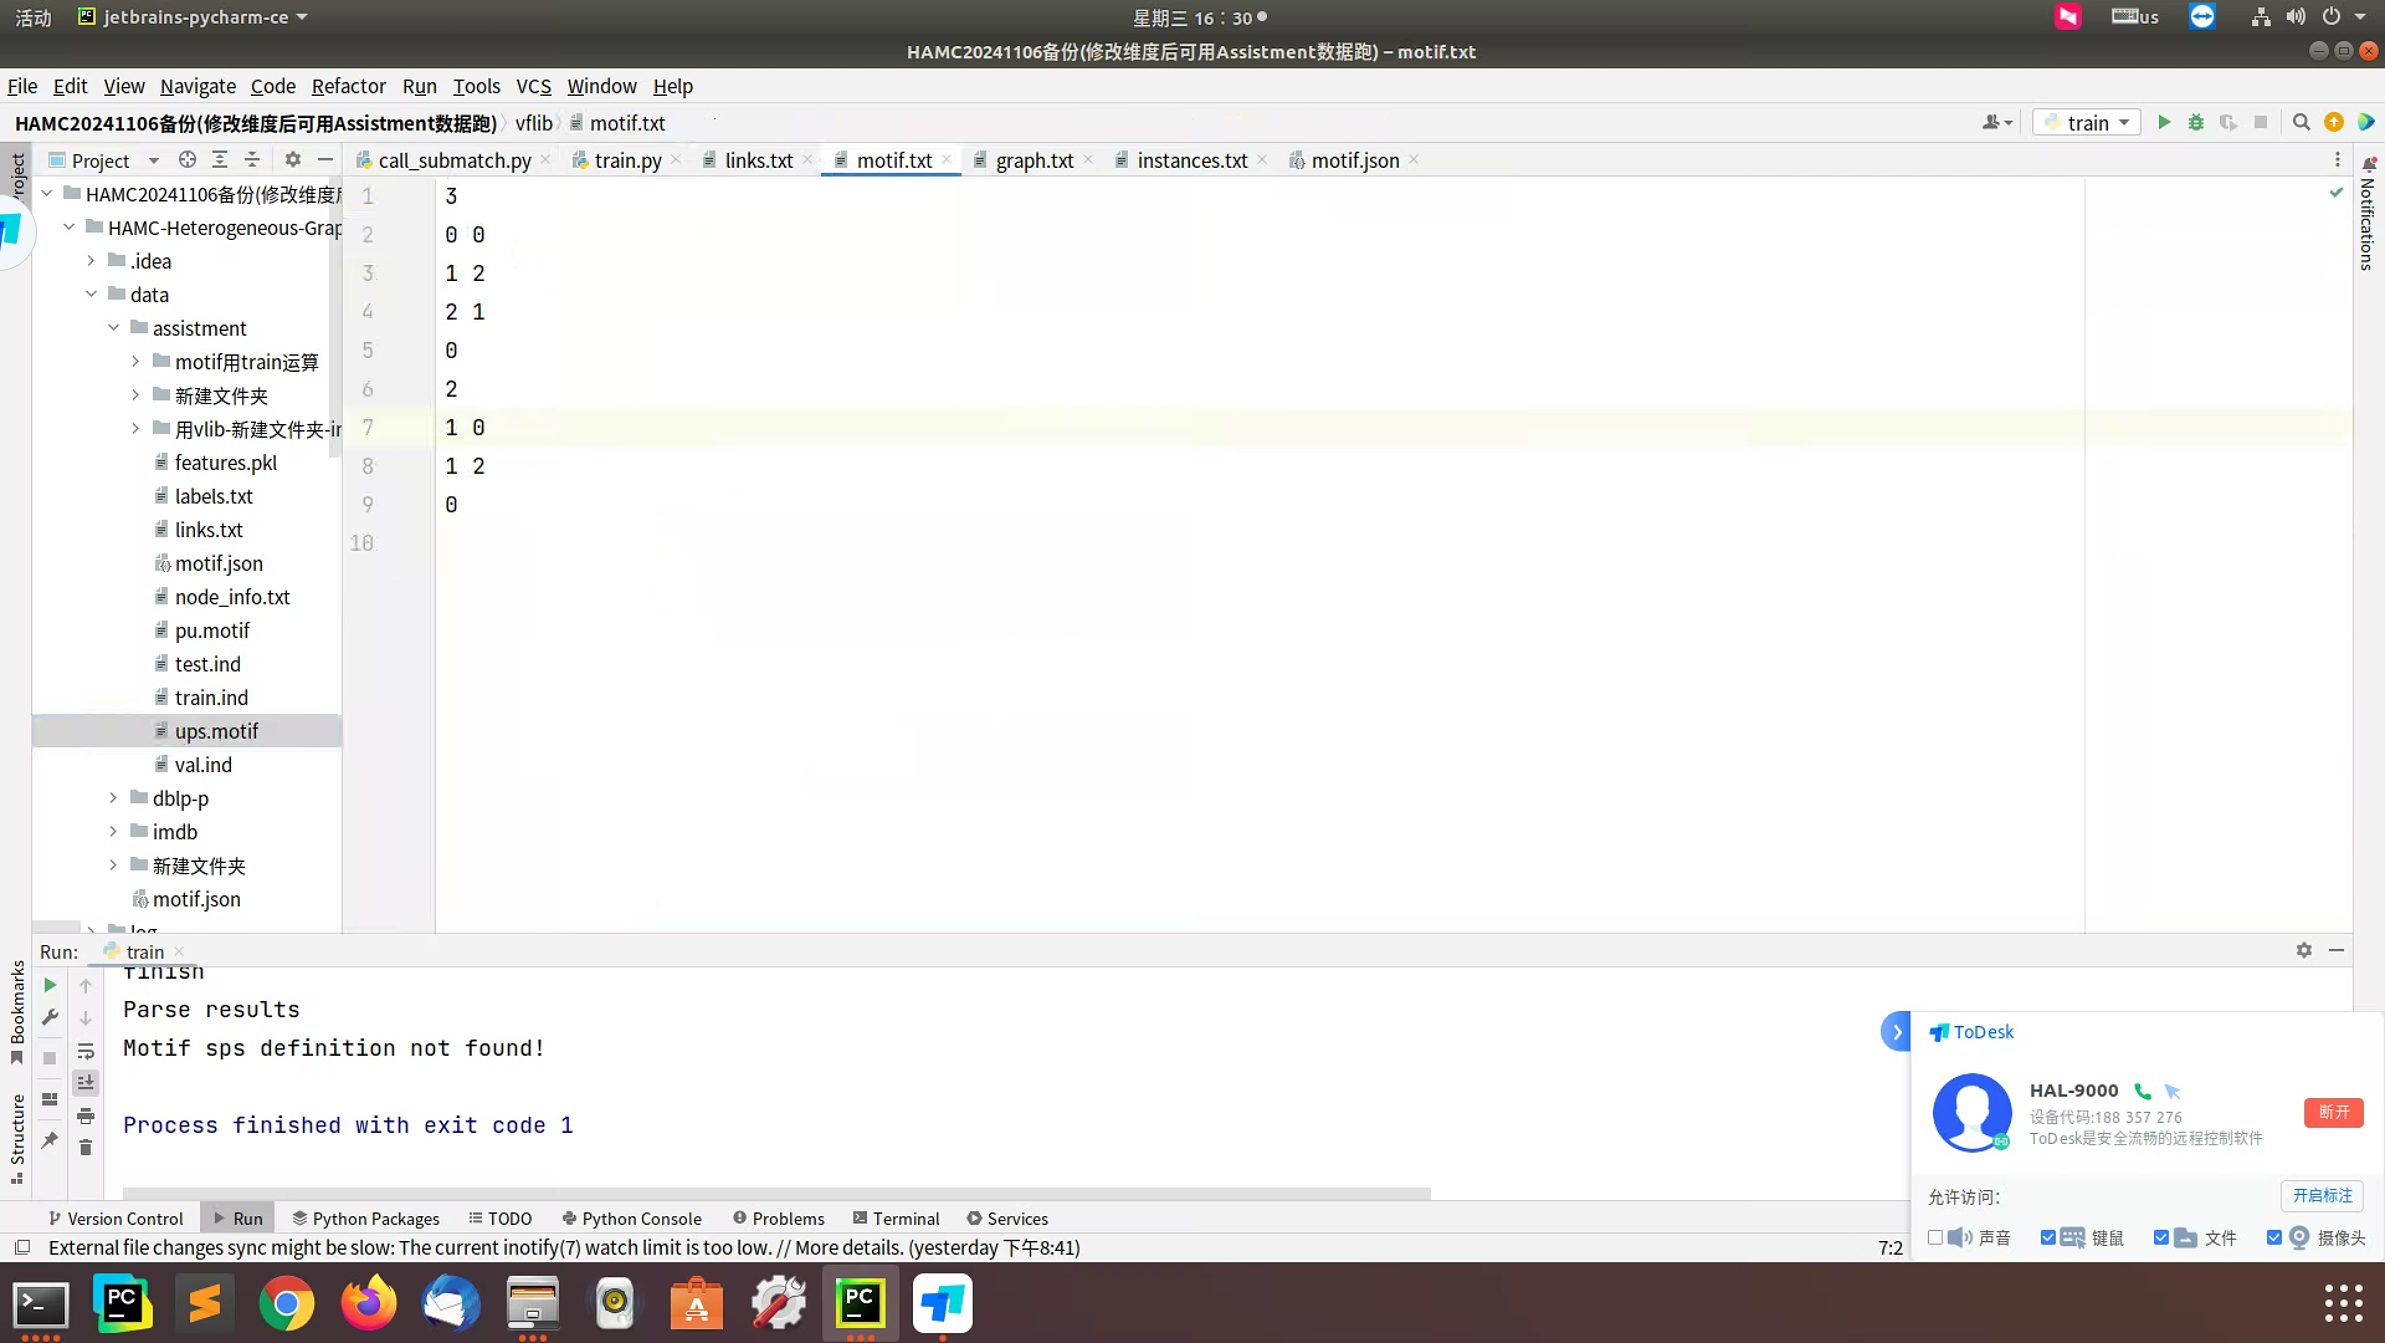 活动 jetbrains-pycharm-ce 星期三 16：30 us
HAMC20241106备份(修改维度后可用Assistment数据跑) – motif.txt
File Edit View Navigate Code Refactor Run Tools VCS Window Help
HAMC20241106备份(修改维度后可用Assistment数据跑) vflib motif.txt train
Project call_submatch.py train.py links.txt motif.txt graph.txt instances.txt motif.json
Project
Notifications
HAMC20241106备份(修改维度
HAMC-Heterogeneous-Grap
.idea
data
assistment
motif用train运算
新建文件夹
用vlib-新建文件夹-in
features.pkl
labels.txt
links.txt
motif.json
node_info.txt
pu.motif
test.ind
train.ind
ups.motif
val.ind
dblp-p
imdb
新建文件夹
motif.json
log
1 3
2 0 0
3 1 2
4 2 1
5 0
6 2
7 1 0
8 1 2
9 0
10
Run: train
finish
Parse results
Motif sps definition not found!
Process finished with exit code 1
Bookmarks
Structure
ToDesk
HAL-9000
设备代码:188 357 276
ToDesk是安全流畅的远程控制软件
断开
允许访问：
开启标注
声音 键鼠 文件 摄像头
Version Control Run Python Packages TODO Python Console Problems Terminal Services
External file changes sync might be slow: The current inotify(7) watch limit is too low. // More details. (yesterday 下午8:41) 7:2
PC PC